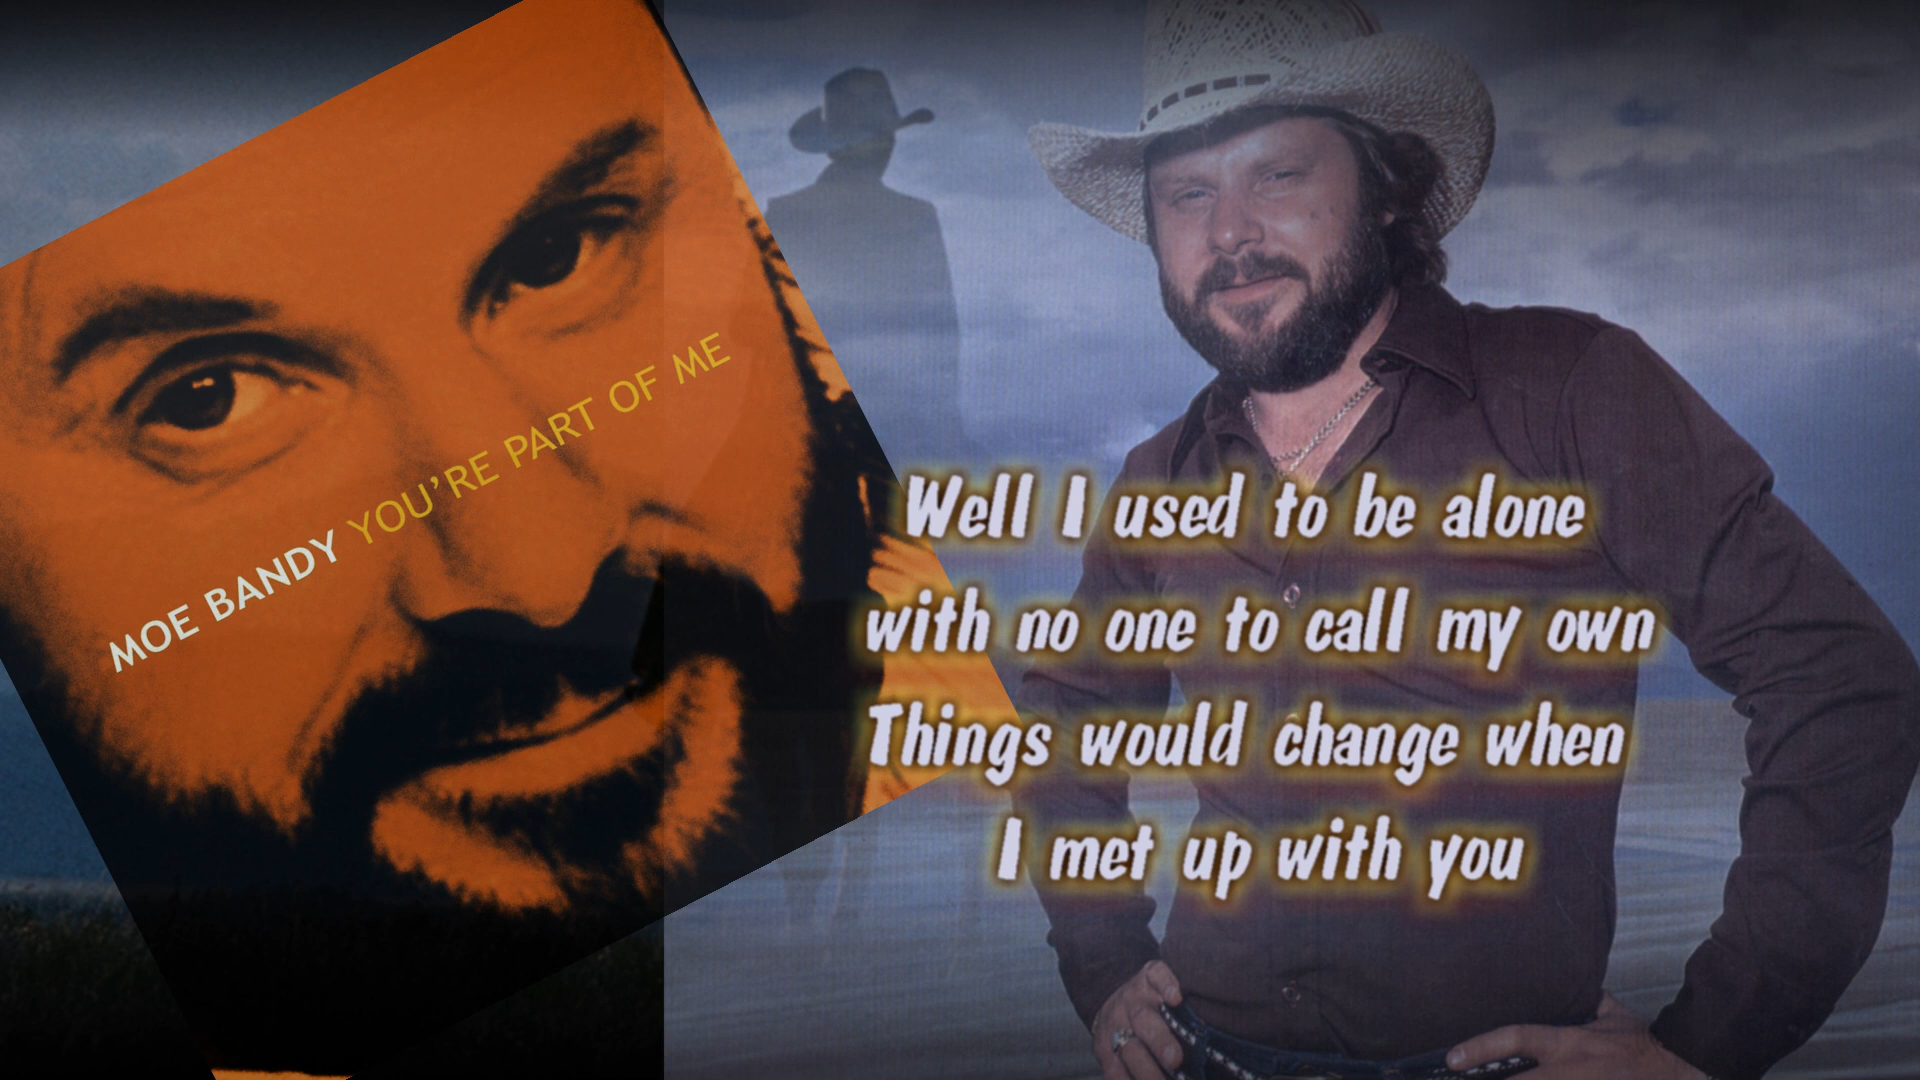 MOE BANDY YOU'RE PART OF ME
Well I used to be alone
with no one to call my own
Things would change when
I met up with you